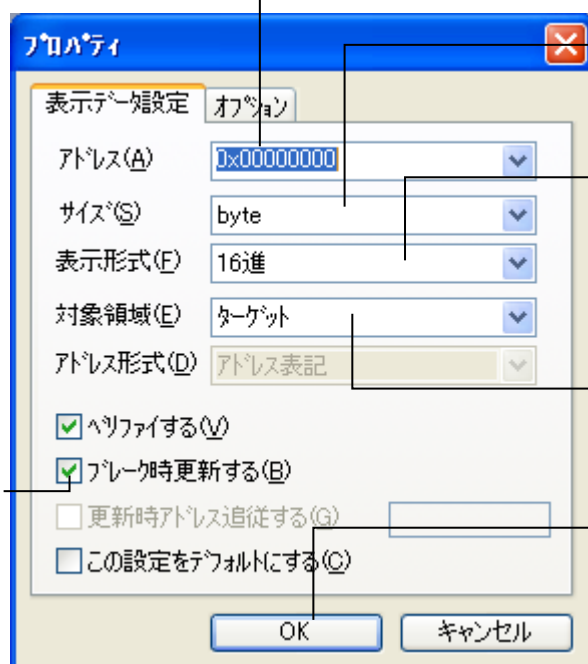 プロパティ
表示データ設定 オプション
アドレス(A) 0x00000000
サイズ(S) byte
表示形式(F) 16進
対象領域(E) ターゲット
アドレス形式(D) アドレス表記
ベリファイする(V)
ブレーク時更新する(B)
更新時アドレス追従する(G)
この設定をデフォルトにする(C)
OK キャンセル